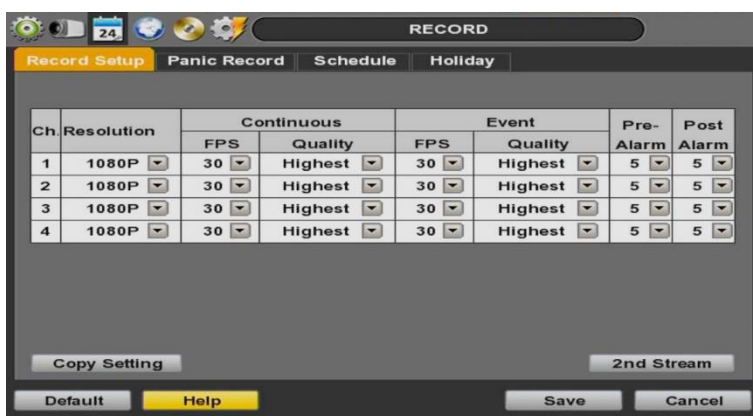 24
RECORD
Record Setup Panic Record Schedule Holiday
Ch. Resolution Continuous Event Pre-Alarm Post Alarm
FPS Quality FPS Quality
1 1080P 30 Highest 30 Highest 5 5
2 1080P 30 Highest 30 Highest 5 5
3 1080P 30 Highest 30 Highest 5 5
4 1080P 30 Highest 30 Highest 5 5
Copy Setting 2nd Stream
Default Help Save Cancel